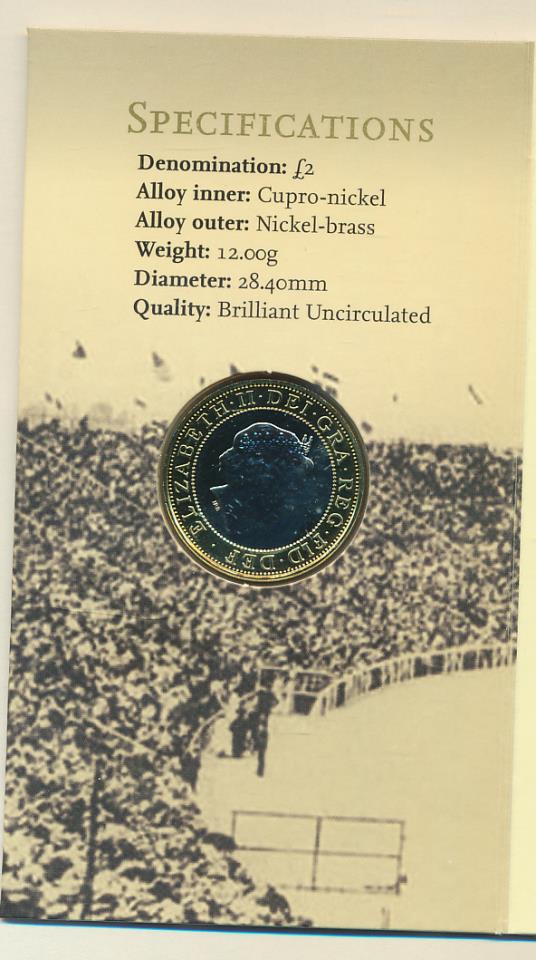 SPECIFICATIONS
Denomination: £2
Alloy inner: Cupro-nickel
Alloy outer: Nickel-brass
Weight: 12.00g
Diameter: 28.40mm
Quality: Brilliant Uncirculated
ELIZABETH·II·DEI·GRA·REG·FID·DEF·